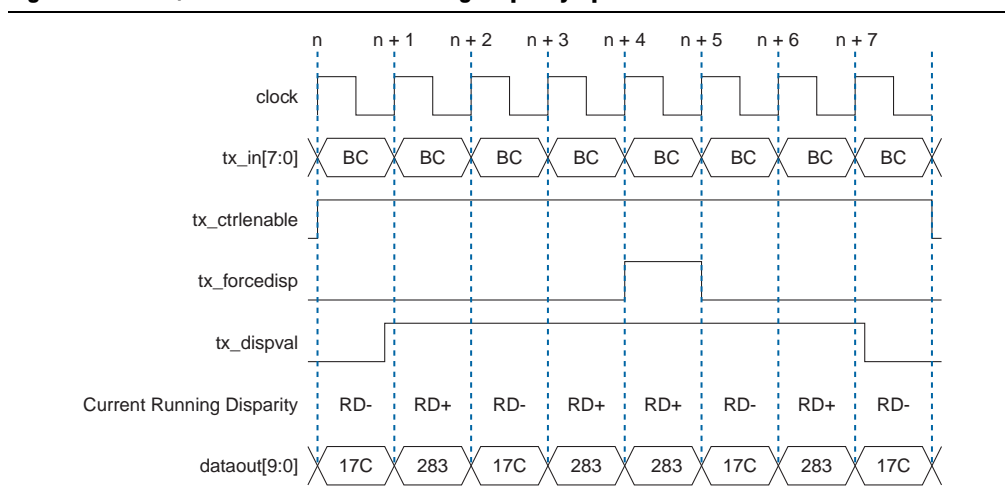 n n + 1 n + 2 n + 3 n + 4 n + 5 n + 6 n + 7
clock
tx_in[7:0] BC BC BC BC BC BC BC BC
tx_ctrlenable
tx_forcedisp
tx_dispval
Current Running Disparity RD- RD+ RD- RD+ RD+ RD- RD+ RD-
dataout[9:0] 17C 283 17C 283 283 17C 283 17C